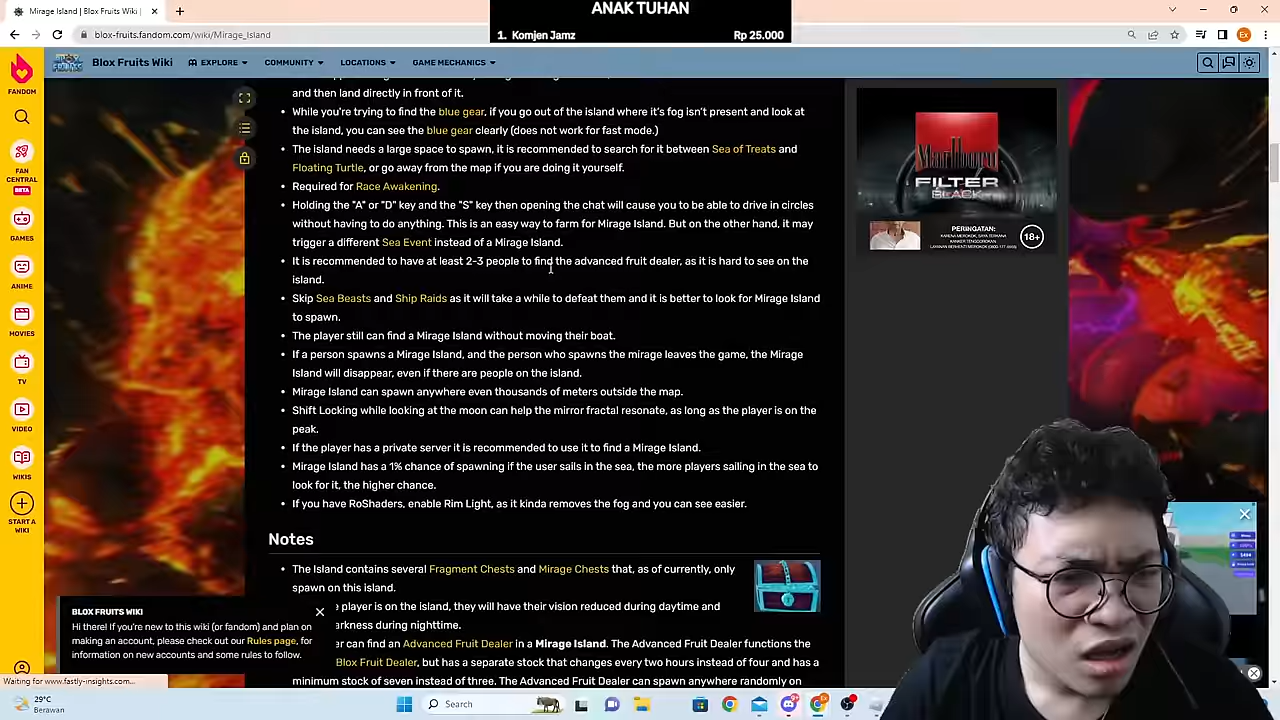 ANAK TUHAN
1. Komjen Jamz Rp 25.000
Mirage Island | Blox Fruits Wiki |
blox-fruits.fandom.com/wiki/Mirage_Island
Ex
Blox Fruits Wiki
EXPLORE
COMMUNITY
LOCATIONS
GAME MECHANICS
FANDOM
FAN
CENTRAL
BETA
GAMES
ANIME
MOVIES
TV
VIDEO
WIKIS
START A
WIKI
and then land directly in front of it.
While you're trying to find the blue gear, if you go out of the island where it's fog isn't present and look at
the island, you can see the blue gear clearly (does not work for fast mode.)
The island needs a large space to spawn, it is recommended to search for it between Sea of Treats and
Floating Turtle, or go away from the map if you are doing it yourself.
Required for Race Awakening.
Holding the "A" or "D" key and the "S" key then opening the chat will cause you to be able to drive in circles
without having to do anything. This is an easy way to farm for Mirage Island. But on the other hand, it may
trigger a different Sea Event instead of a Mirage Island.
It is recommended to have at least 2-3 people to find the advanced fruit dealer, as it is hard to see on the
island.
Skip Sea Beasts and Ship Raids as it will take a while to defeat them and it is better to look for Mirage Island
to spawn.
The player still can find a Mirage Island without moving their boat.
If a person spawns a Mirage Island, and the person who spawns the mirage leaves the game, the Mirage
Island will disappear, even if there are people on the island.
Mirage Island can spawn anywhere even thousands of meters outside the map.
Shift Locking while looking at the moon can help the mirror fractal resonate, as long as the player is on the
peak.
If the player has a private server it is recommended to use it to find a Mirage Island.
Mirage Island has a 1% chance of spawning if the user sails in the sea, the more players sailing in the sea to
look for it, the higher chance.
If you have RoShaders, enable Rim Light, as it kinda removes the fog and you can see easier.
Notes
The Island contains several Fragment Chests and Mirage Chests that, as of currently, only
spawn on this island.
player is on the island, they will have their vision reduced during daytime and
arkness during nighttime.
er can find an Advanced Fruit Dealer in a Mirage Island. The Advanced Fruit Dealer functions the
Blox Fruit Dealer, but has a separate stock that changes every two hours instead of four and has a
minimum stock of seven instead of three. The Advanced Fruit Dealer can spawn anywhere randomly on
BLOX FRUITS WIKI
Hi there! If you're new to this wiki (or fandom) and plan on
making an account, please check out our Rules page, for
information on new accounts and some rules to follow.
FILTER
BLACK
PERINGATAN:
18+
Waiting for www.fastly-insights.com...
29°C
Berawan
Search